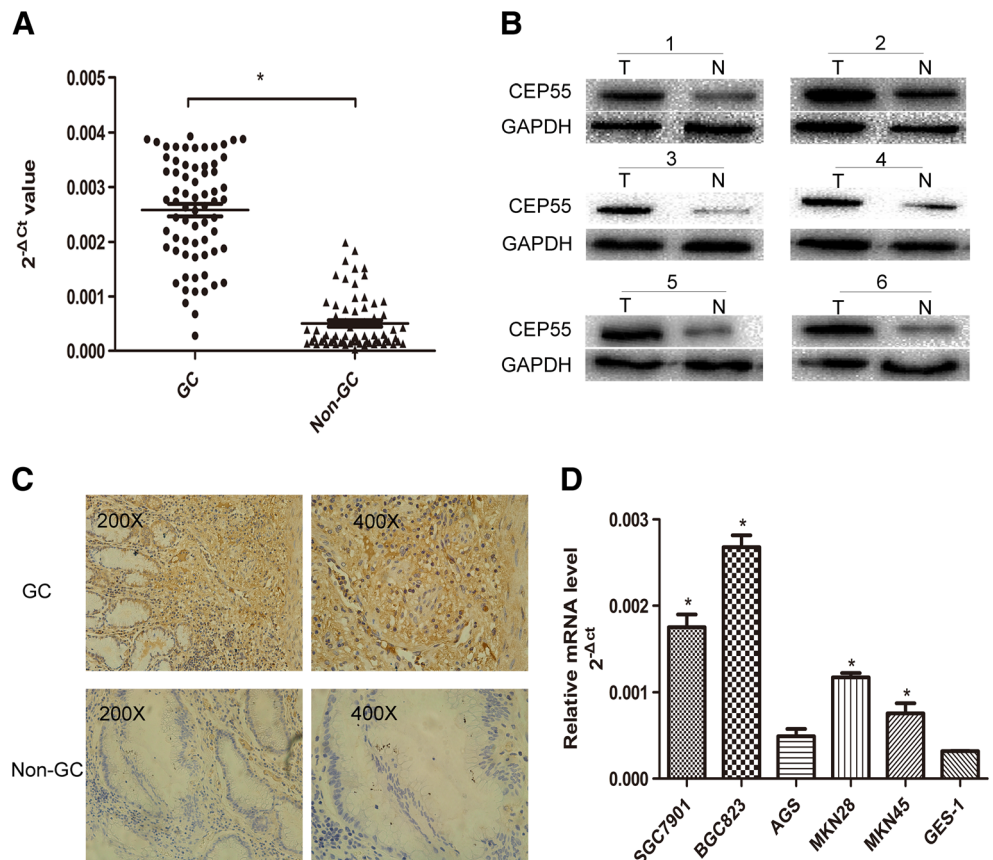 A
2^-ΔCt value
0.005
0.004
0.003
0.002
0.001
0.000
*
GC
Non-GC
B
1
T N
CEP55
GAPDH
2
T N
3
T N
CEP55
GAPDH
4
T N
5
T N
CEP55
GAPDH
6
T N
C
GC
200X
400X
Non-GC
200X
400X
D
Relative mRNA level
2^-Δct
0.003
0.002
0.001
0.000
*
*
*
*
SGC7901
BGC823
AGS
MKN28
MKN45
GES-1